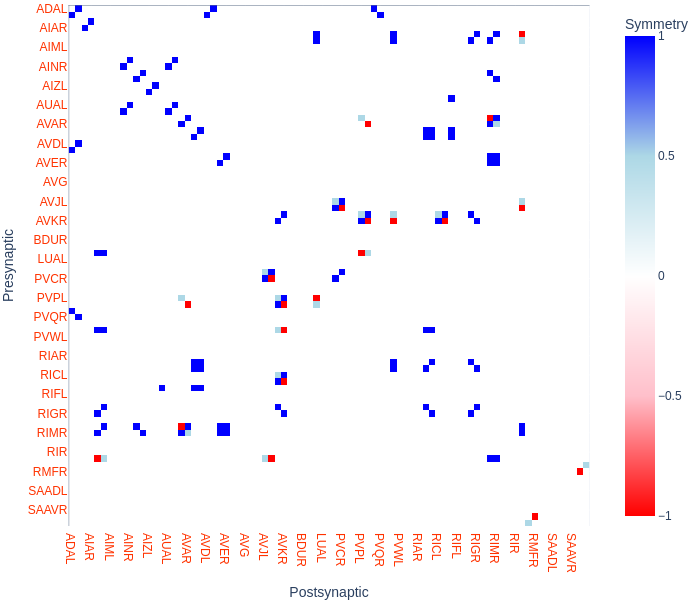 Symmetry
1
0.5
0
−0.5
−1
Presynaptic
ADAL
AIAR
AIML
AINR
AIZL
AUAL
AVAR
AVDL
AVER
AVG
AVJL
AVKR
BDUR
LUAL
PVCR
PVPL
PVQR
PVWL
RIAR
RICL
RIFL
RIGR
RIMR
RIR
RMFR
SAADL
SAAVR
ADAL
AIAR
AIML
AINR
AIZL
AUAL
AVAR
AVDL
AVER
AVG
AVJL
AVKR
BDUR
LUAL
PVCR
PVPL
PVQR
PVWL
RIAR
RICL
RIFL
RIGR
RIMR
RIR
RMFR
SAADL
SAAVR
Postsynaptic